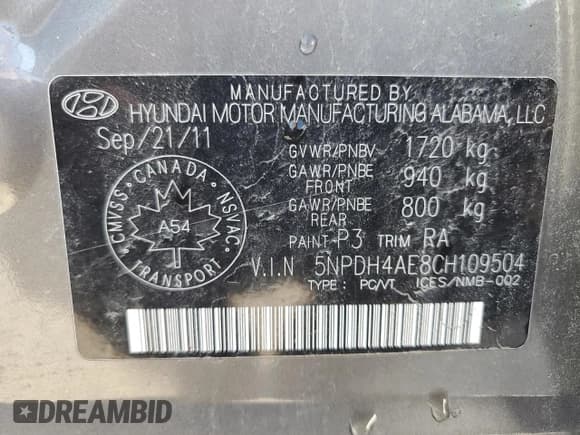 MANUFACTURED BY
HYUNDAI MOTOR MANUFACTURING ALABAMA, LLC
Sep/21/11
GVWR/PNBV 1720 kg
GAWR/PNBE FRONT 940 kg
GAWR/PNBE REAR 800 kg
PAINT P3 TRIM RA
CANADA
CMVSS NSVAC
A54
TRANSPORT
V.I.N 5NPDH4AE8CH109504
TYPE : PC/VT ICES/NMB-002
DREAMBID